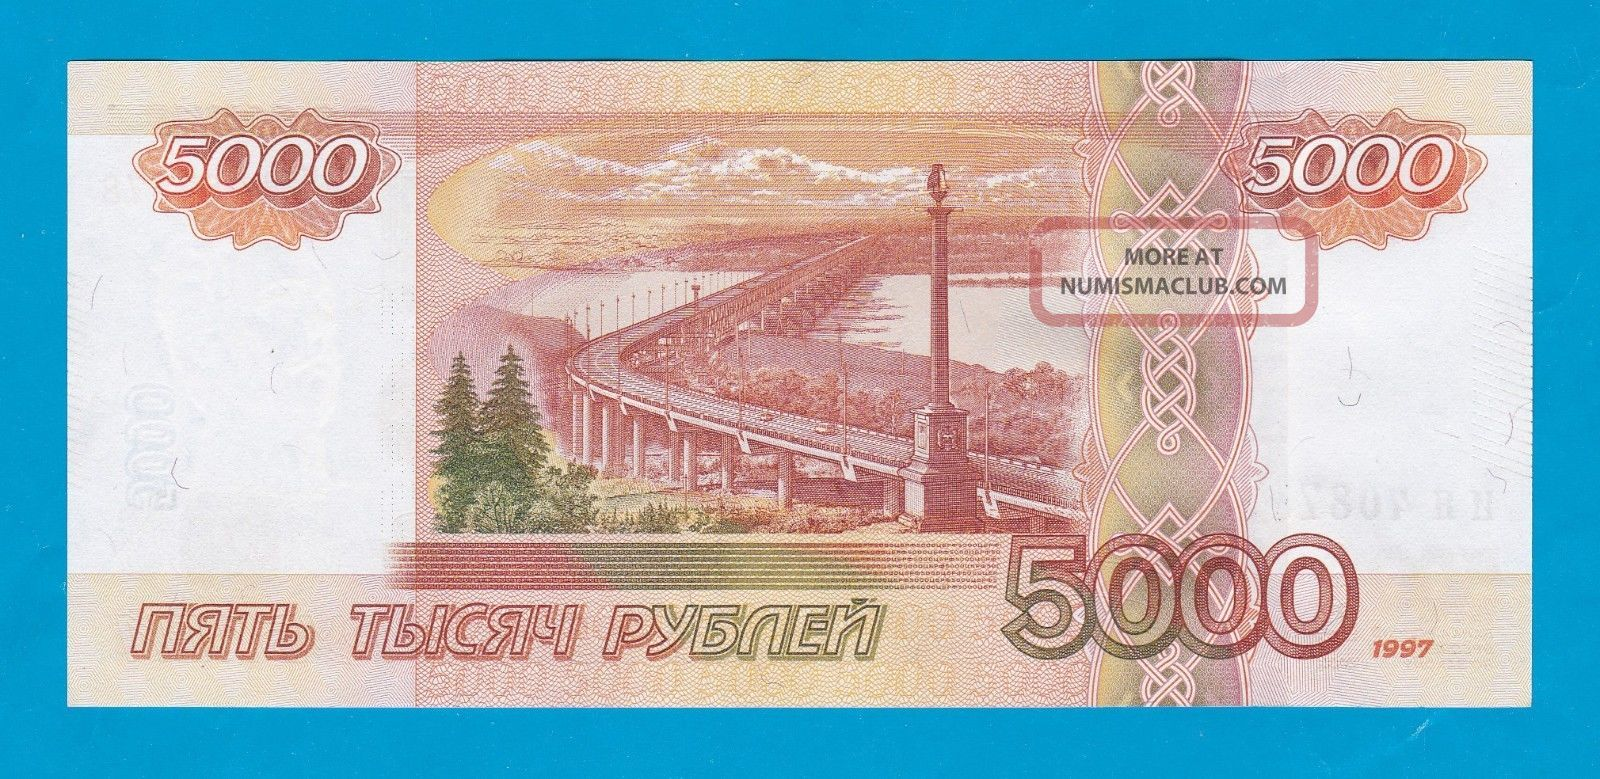 5000
5000
MORE AT
NUMISMACLUB.COM
ПЯТЬ ТЫСЯЧ РУБЛЕЙ
5000
1997